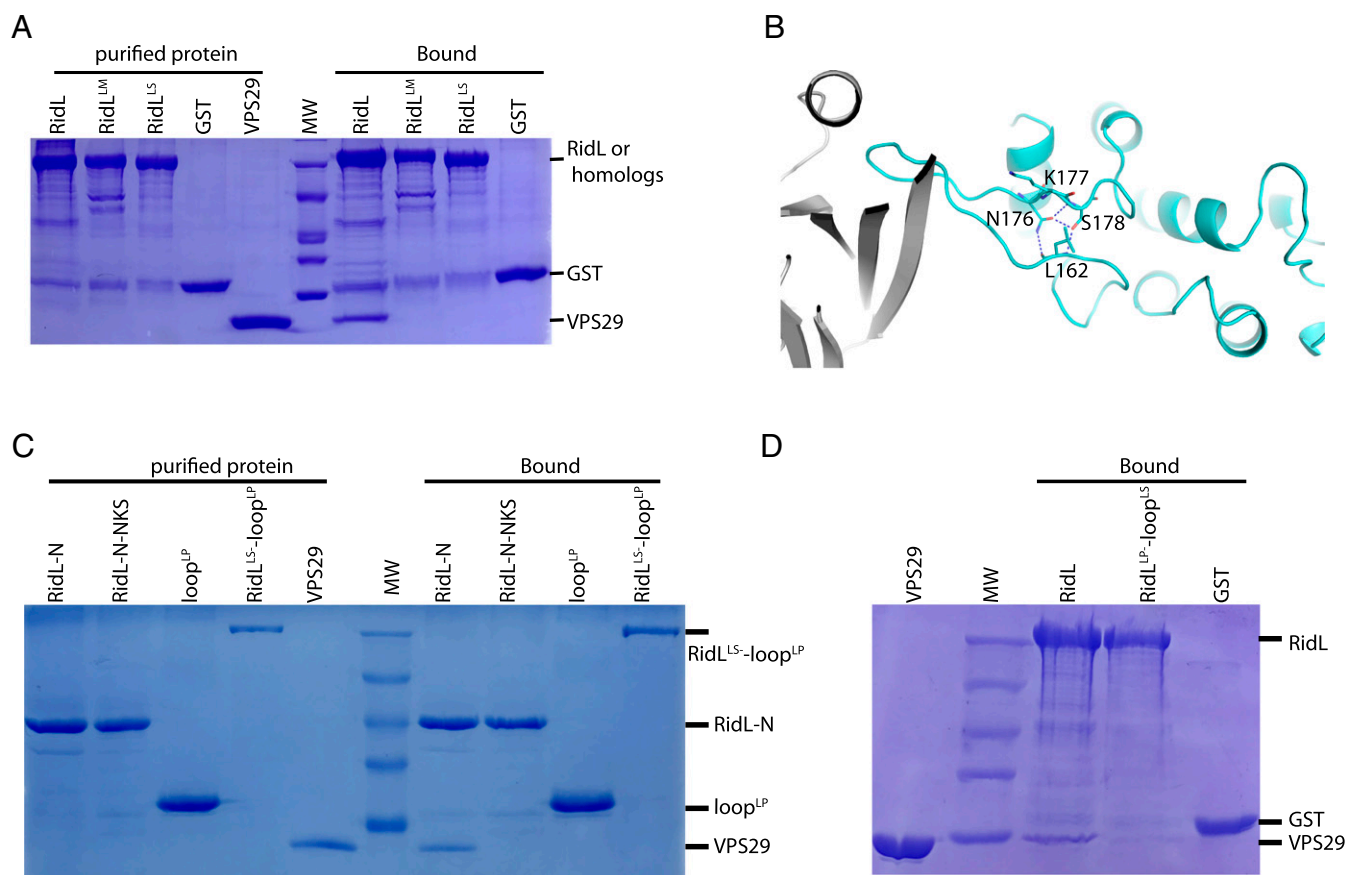 A
purified protein
Bound
RidL
RidL^LM
RidL^LS
GST
VPS29
MW
RidL
RidL^LM
RidL^LS
GST
RidL or
homologs
GST
VPS29
B
K177
N176
S178
L162
C
purified protein
Bound
RidL-N
RidL-N-NKS
loop^LP
RidL^LS-loop^LP
VPS29
MW
RidL-N
RidL-N-NKS
loop^LP
RidL^LS-loop^LP
RidL^LS-loop^LP
RidL-N
loop^LP
VPS29
D
Bound
VPS29
MW
RidL
RidL^LP-loop^LS
GST
RidL
GST
VPS29